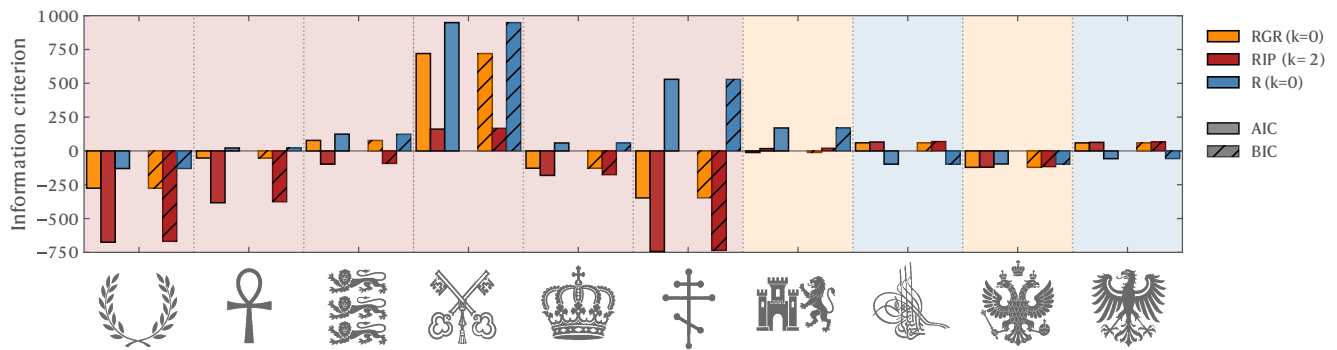 Information criterion
1000
750
500
250
0
−250
−500
−750
RGR (k=0)
RIP (k=2)
R (k=0)
AIC
BIC